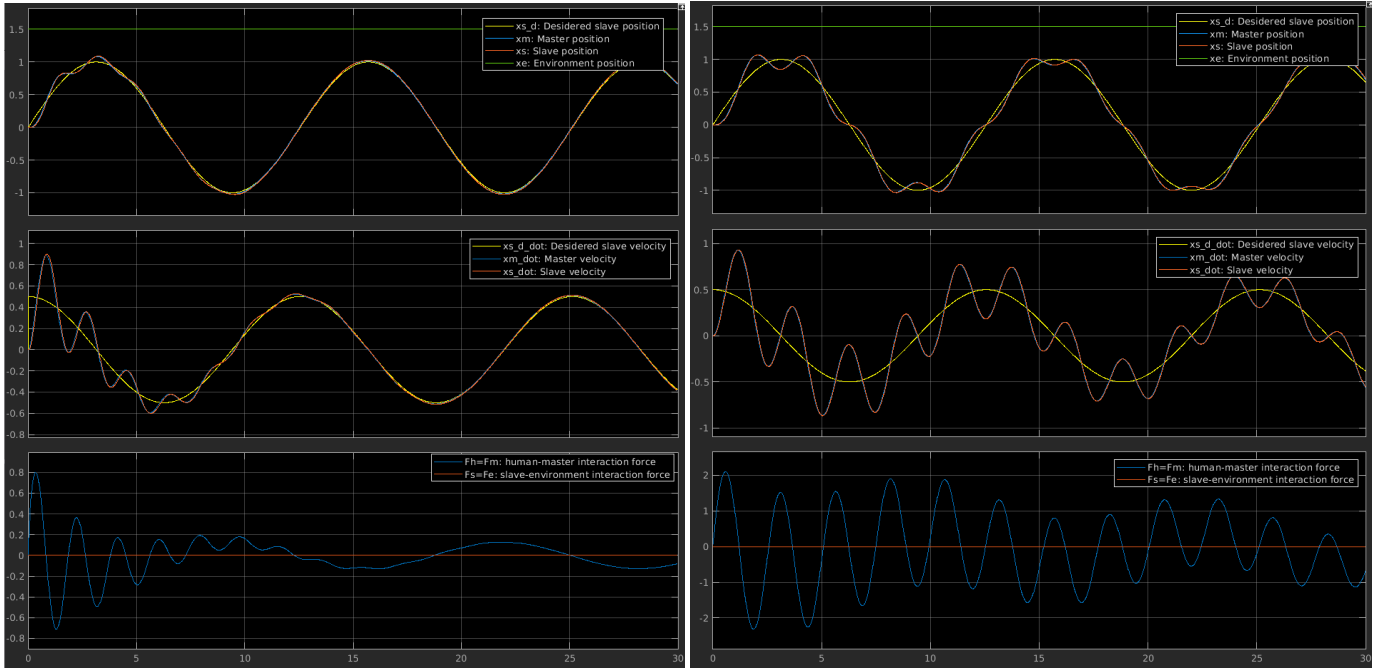 xs_d: Desidered slave position
xm: Master position
xs: Slave position
xe: Environment position
1.5
1
0.5
0
-0.5
-1
xs_d_dot: Desidered slave velocity
xm_dot: Master velocity
xs_dot: Slave velocity
1
0.8
0.6
0.4
0.2
0
-0.2
-0.4
-0.6
-0.8
Fh=Fm: human-master interaction force
Fs=Fe: slave-environment interaction force
0.8
0.6
0.4
0.2
0
-0.2
-0.4
-0.6
-0.8
0 5 10 15 20 25 30
xs_d: Desidered slave position
xm: Master position
xs: Slave position
xe: Environment position
1.5
1
0.5
0
-0.5
-1
xs_d_dot: Desidered slave velocity
xm_dot: Master velocity
xs_dot: Slave velocity
1
0.5
0
-0.5
-1
Fh=Fm: human-master interaction force
Fs=Fe: slave-environment interaction force
2
1
0
-1
-2
0 5 10 15 20 25 30